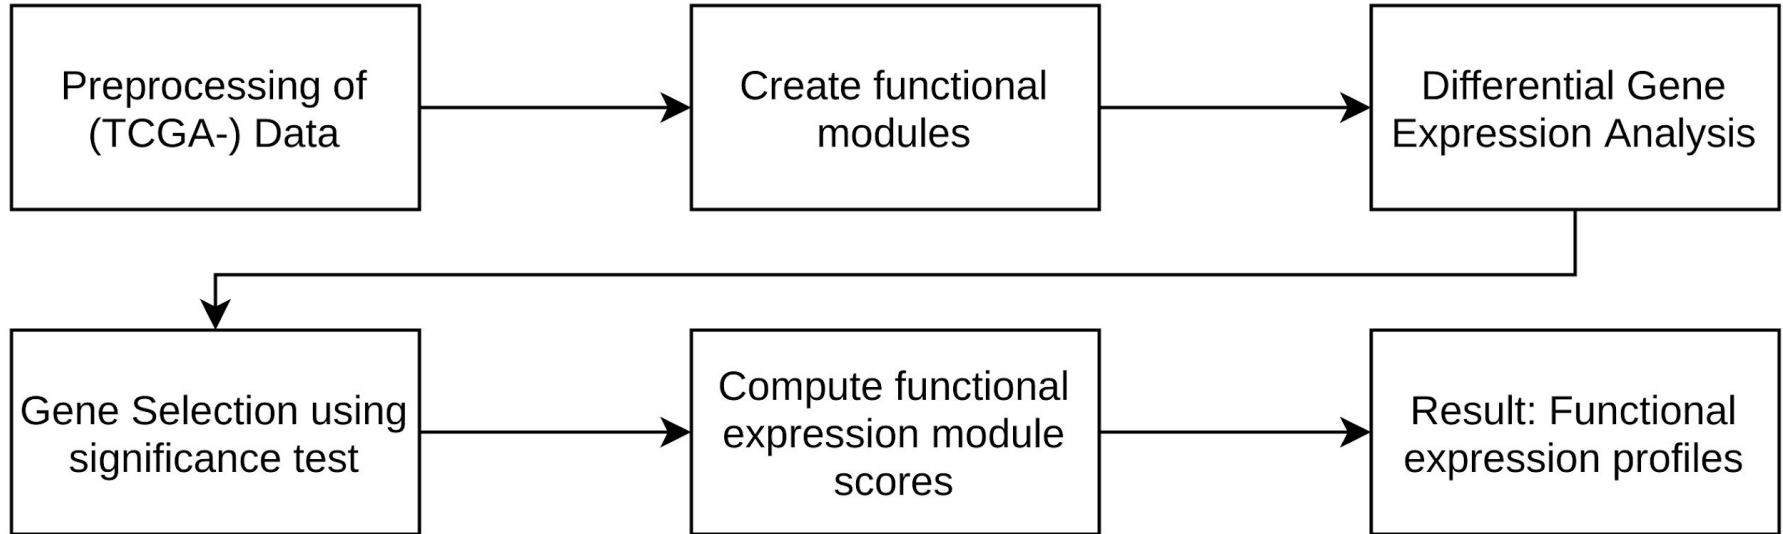 Preprocessing of
(TCGA-) Data
Create functional
modules
Differential Gene
Expression Analysis
Gene Selection using
significance test
Compute functional
expression module
scores
Result: Functional
expression profiles